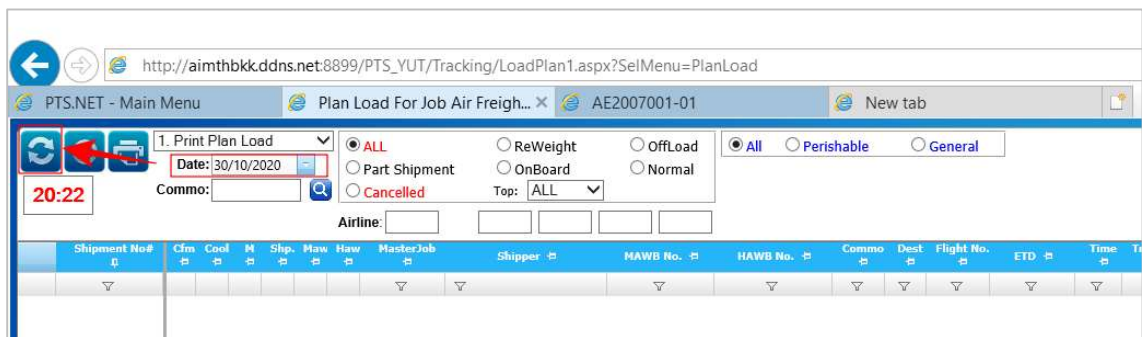 http://aimthbkk.ddns.net:8899/PTS_YUT/Tracking/LoadPlan1.aspx?SelMenu=PlanLoad
PTS.NET - Main Menu
Plan Load For Job Air Freigh...
AE2007001-01
New tab
1. Print Plan Load
ALL
ReWeight
OffLoad
All
Perishable
General
Date: 30/10/2020
Part Shipment
OnBoard
Normal
20:22
Commo:
Cancelled
Top: ALL
Airline:
Shipment No#
Cfm
Cool
M
Shp.
Maw
Haw
MasterJob
Shipper
MAWB No.
HAWB No.
Commo
Dest
Flight No.
ETD
Time